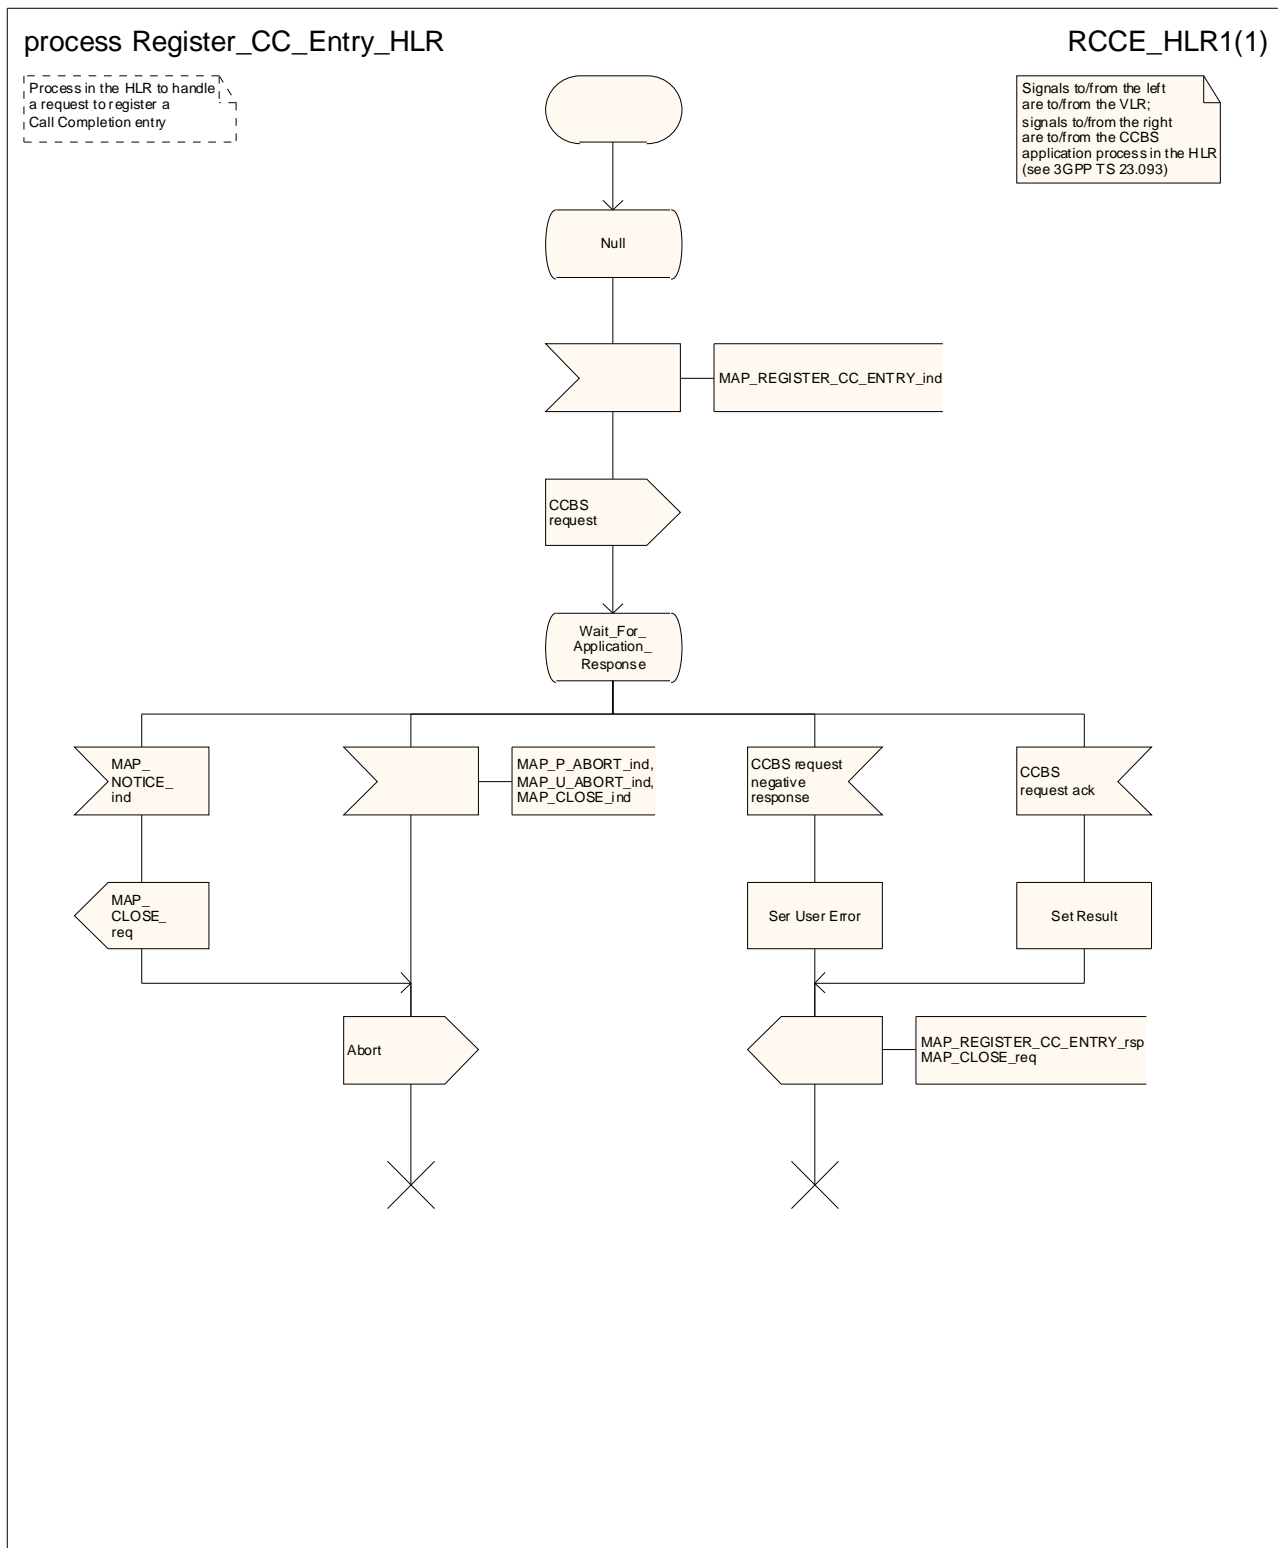 process Register_CC_Entry_HLR
RCCE_HLR1(1)
Process in the HLR to handle
a request to register a
Call Completion entry
Signals to/from the left
are to/from the VLR;
signals to/from the right
are to/from the CCBS
application process in the HLR
(see 3GPP TS 23.093)
Null
MAP_REGISTER_CC_ENTRY_ind
CCBS
request
Wait_For_
Application_
Response
MAP_
NOTICE_
ind
MAP_P_ABORT_ind,
MAP_U_ABORT_ind,
MAP_CLOSE_ind
CCBS request
negative
response
CCBS
request ack
MAP_
CLOSE_
req
Ser User Error
Set Result
Abort
MAP_REGISTER_CC_ENTRY_rsp
MAP_CLOSE_req